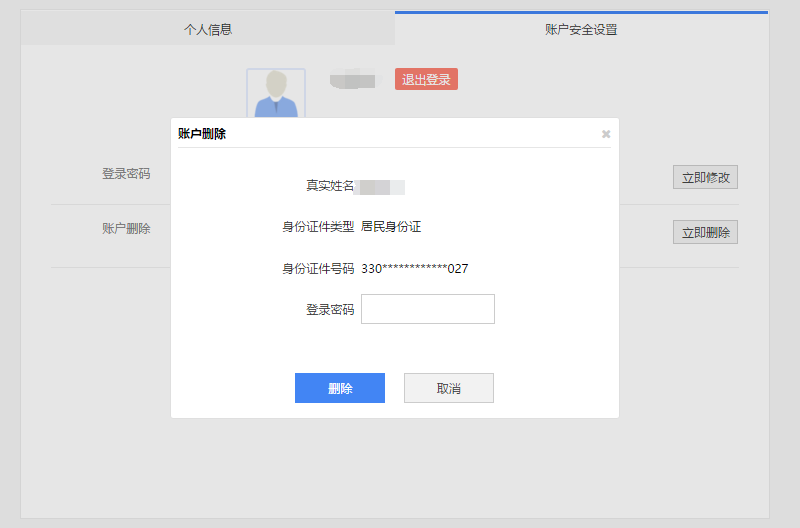 个人信息
账户安全设置
退出登录
账户删除
✖
登录密码
立即修改
真实姓名
账户删除
立即删除
身份证件类型 居民身份证
身份证件号码 330************027
登录密码
删除
取消